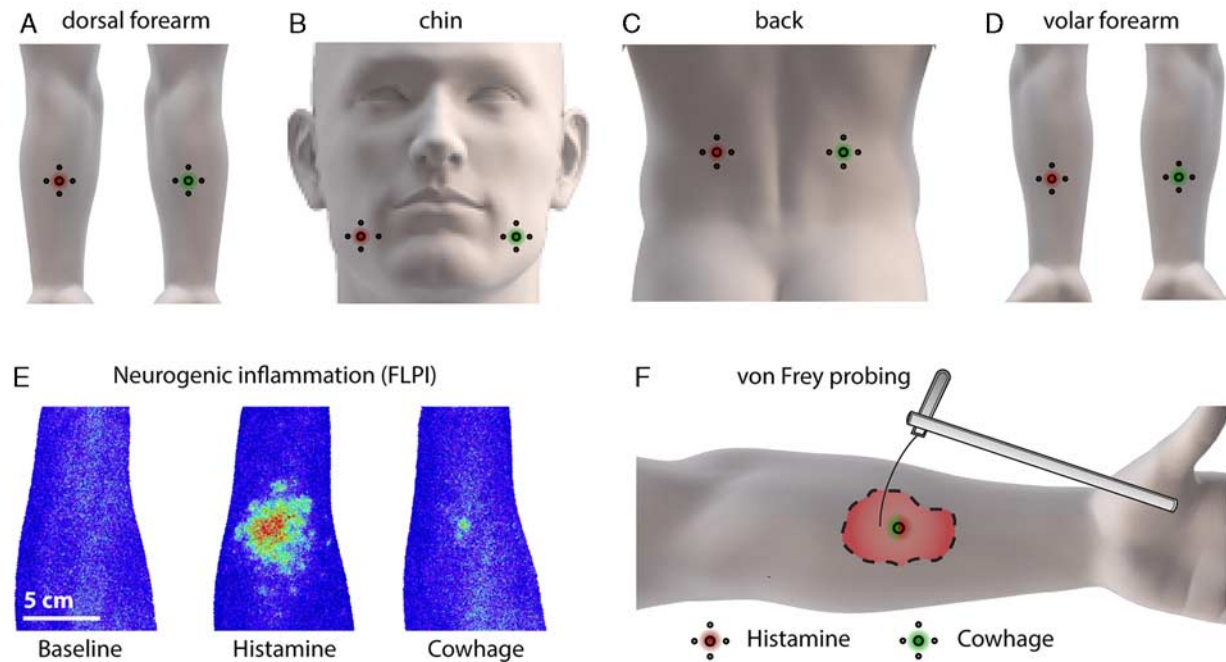 A dorsal forearm
B chin
C back
D volar forearm
E Neurogenic inflammation (FLPI)
5 cm
Baseline
Histamine
Cowhage
F von Frey probing
Histamine
Cowhage